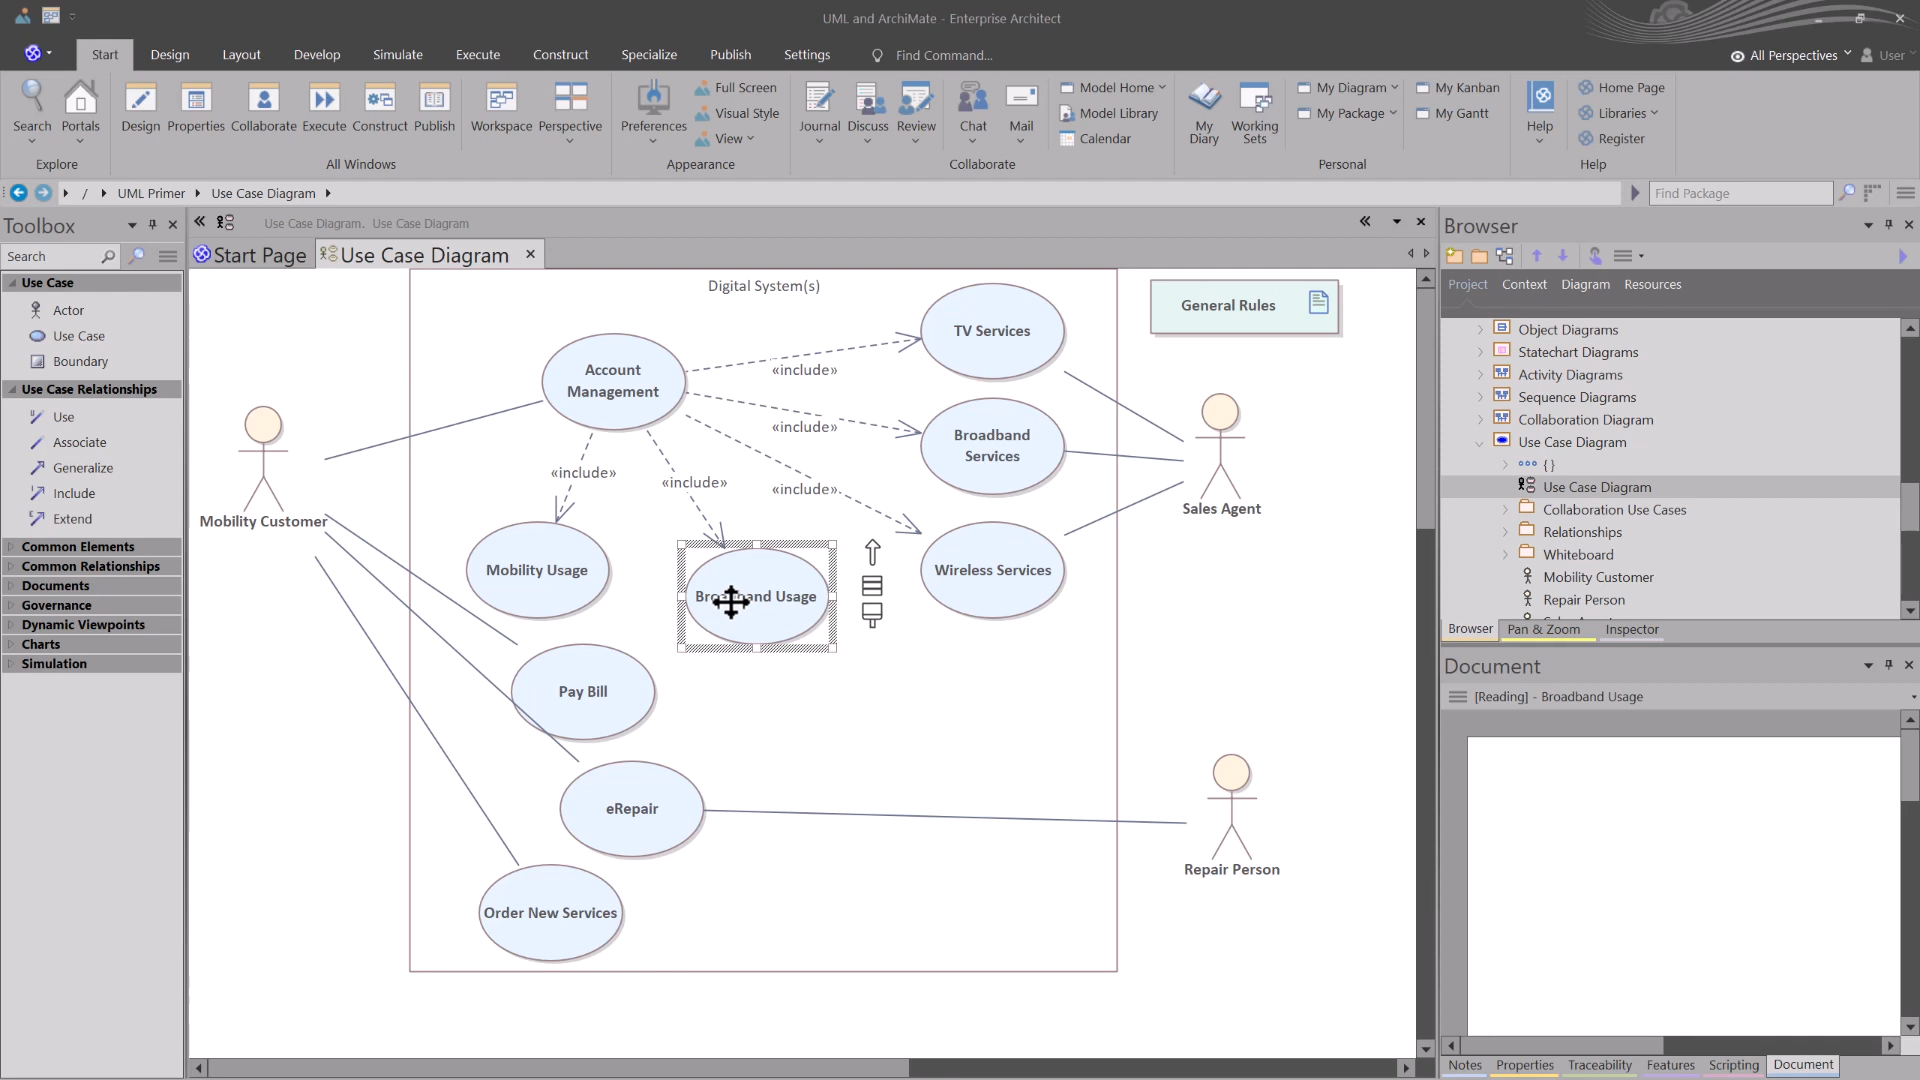 UML and ArchiMate - Enterprise Architect
Start
Design
Layout
Develop
Simulate
Execute
Construct
Specialize
Publish
Settings
Find Command...
All Perspectives
User
Search
Portals
Explore
Design
Properties
Collaborate
Execute
Construct
Publish
Workspace
Perspective
All Windows
Preferences
Full Screen
Visual Style
View
Appearance
Journal
Discuss
Review
Chat
Mail
Model Home
Model Library
Calendar
Collaborate
My
Diary
Working
Sets
My Diagram
My Package
My Kanban
My Gantt
Personal
Help
Home Page
Libraries
Register
Help
/
UML Primer
Use Case Diagram
Find Package
Toolbox
Search
Use Case
Actor
Use Case
Boundary
Use Case Relationships
Use
Associate
Generalize
Include
Extend
Common Elements
Common Relationships
Documents
Governance
Dynamic Viewpoints
Charts
Simulation
Use Case Diagram. Use Case Diagram
Start Page
Use Case Diagram
Digital System(s)
Account
Management
TV Services
General Rules
«include»
Broadband
Services
«include»
«include»
«include»
«include»
Mobility Customer
Sales Agent
Mobility Usage
Broadband Usage
Wireless Services
Pay Bill
eRepair
Repair Person
Order New Services
Browser
Project
Context
Diagram
Resources
Object Diagrams
Statechart Diagrams
Activity Diagrams
Sequence Diagrams
Collaboration Diagram
Use Case Diagram
{ }
Use Case Diagram
Collaboration Use Cases
Relationships
Whiteboard
Mobility Customer
Repair Person
Browser
Pan & Zoom
Inspector
Document
[Reading] - Broadband Usage
Notes
Properties
Traceability
Features
Scripting
Document